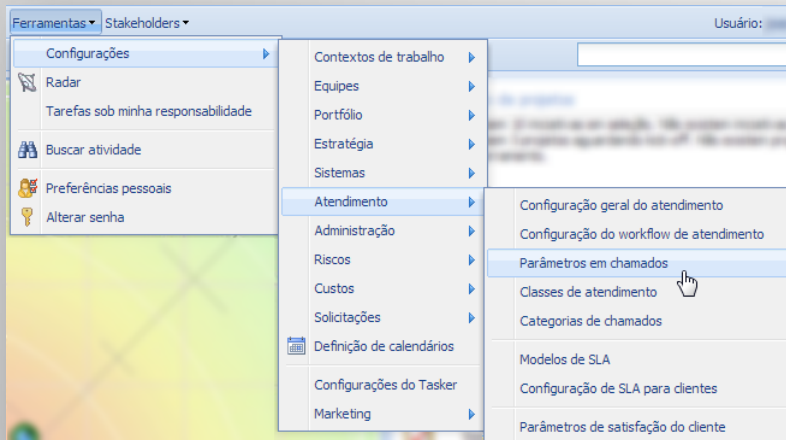 Ferramentas Stakeholders Usuário:
Configurações
Radar
Tarefas sob minha responsabilidade
Buscar atividade
Preferências pessoais
Alterar senha
Contextos de trabalho
Equipes
Portfólio
Estratégia
Sistemas
Atendimento
Administração
Riscos
Custos
Solicitações
Definição de calendários
Configurações do Tasker
Marketing
Configuração geral do atendimento
Configuração do workflow de atendimento
Parâmetros em chamados
Classes de atendimento
Categorias de chamados
Modelos de SLA
Configuração de SLA para clientes
Parâmetros de satisfação do cliente